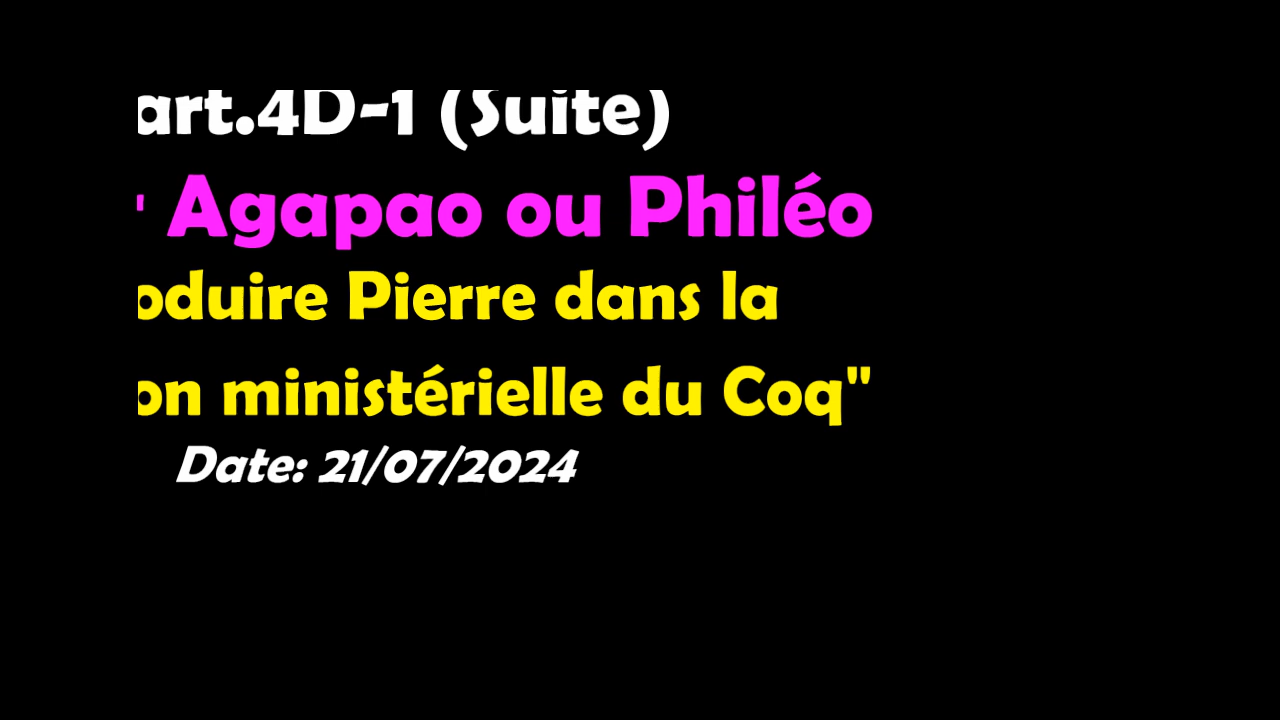 art.4D-1 (Suite)
Agapao ou Philéo
oduire Pierre dans la
on ministérielle du Coq"
Date: 21/07/2024